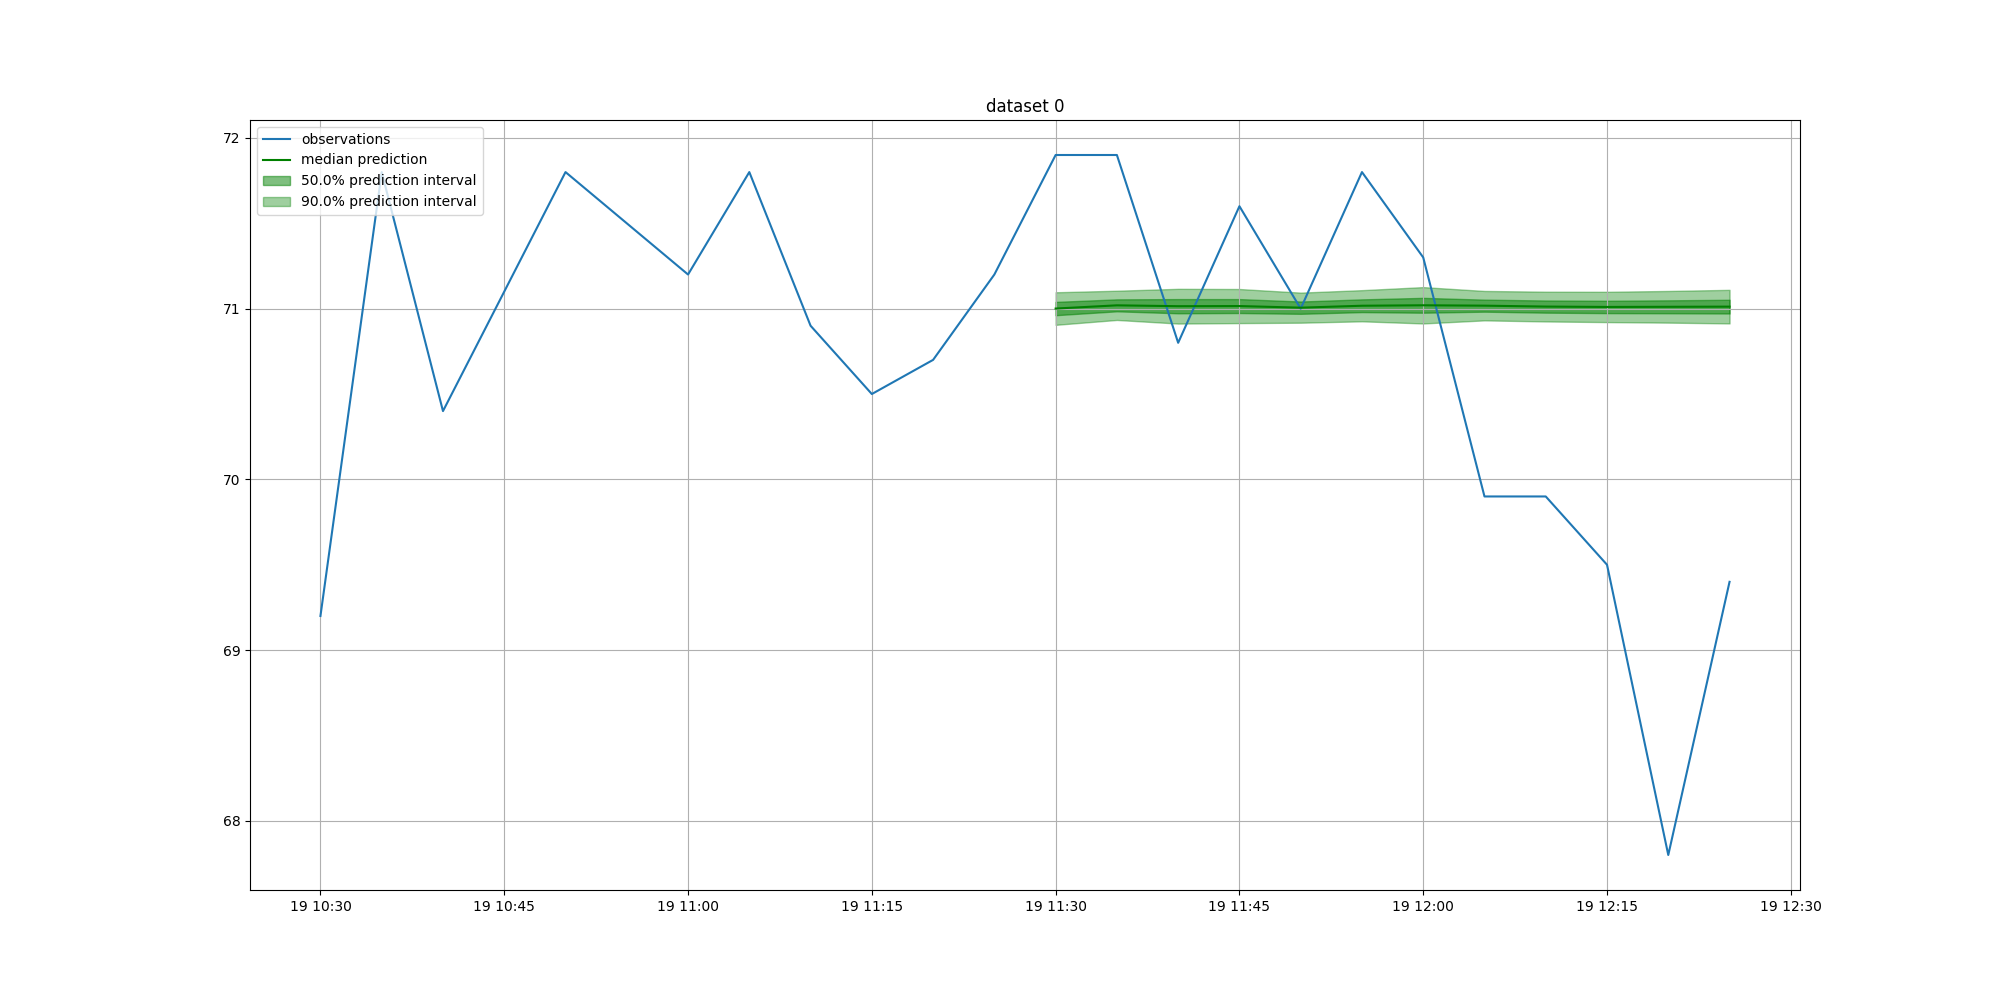 dataset 0
observations
median prediction
50.0% prediction interval
90.0% prediction interval
72
71
70
69
68
19 10:30 19 10:45 19 11:00 19 11:15 19 11:30 19 11:45 19 12:00 19 12:15 19 12:30